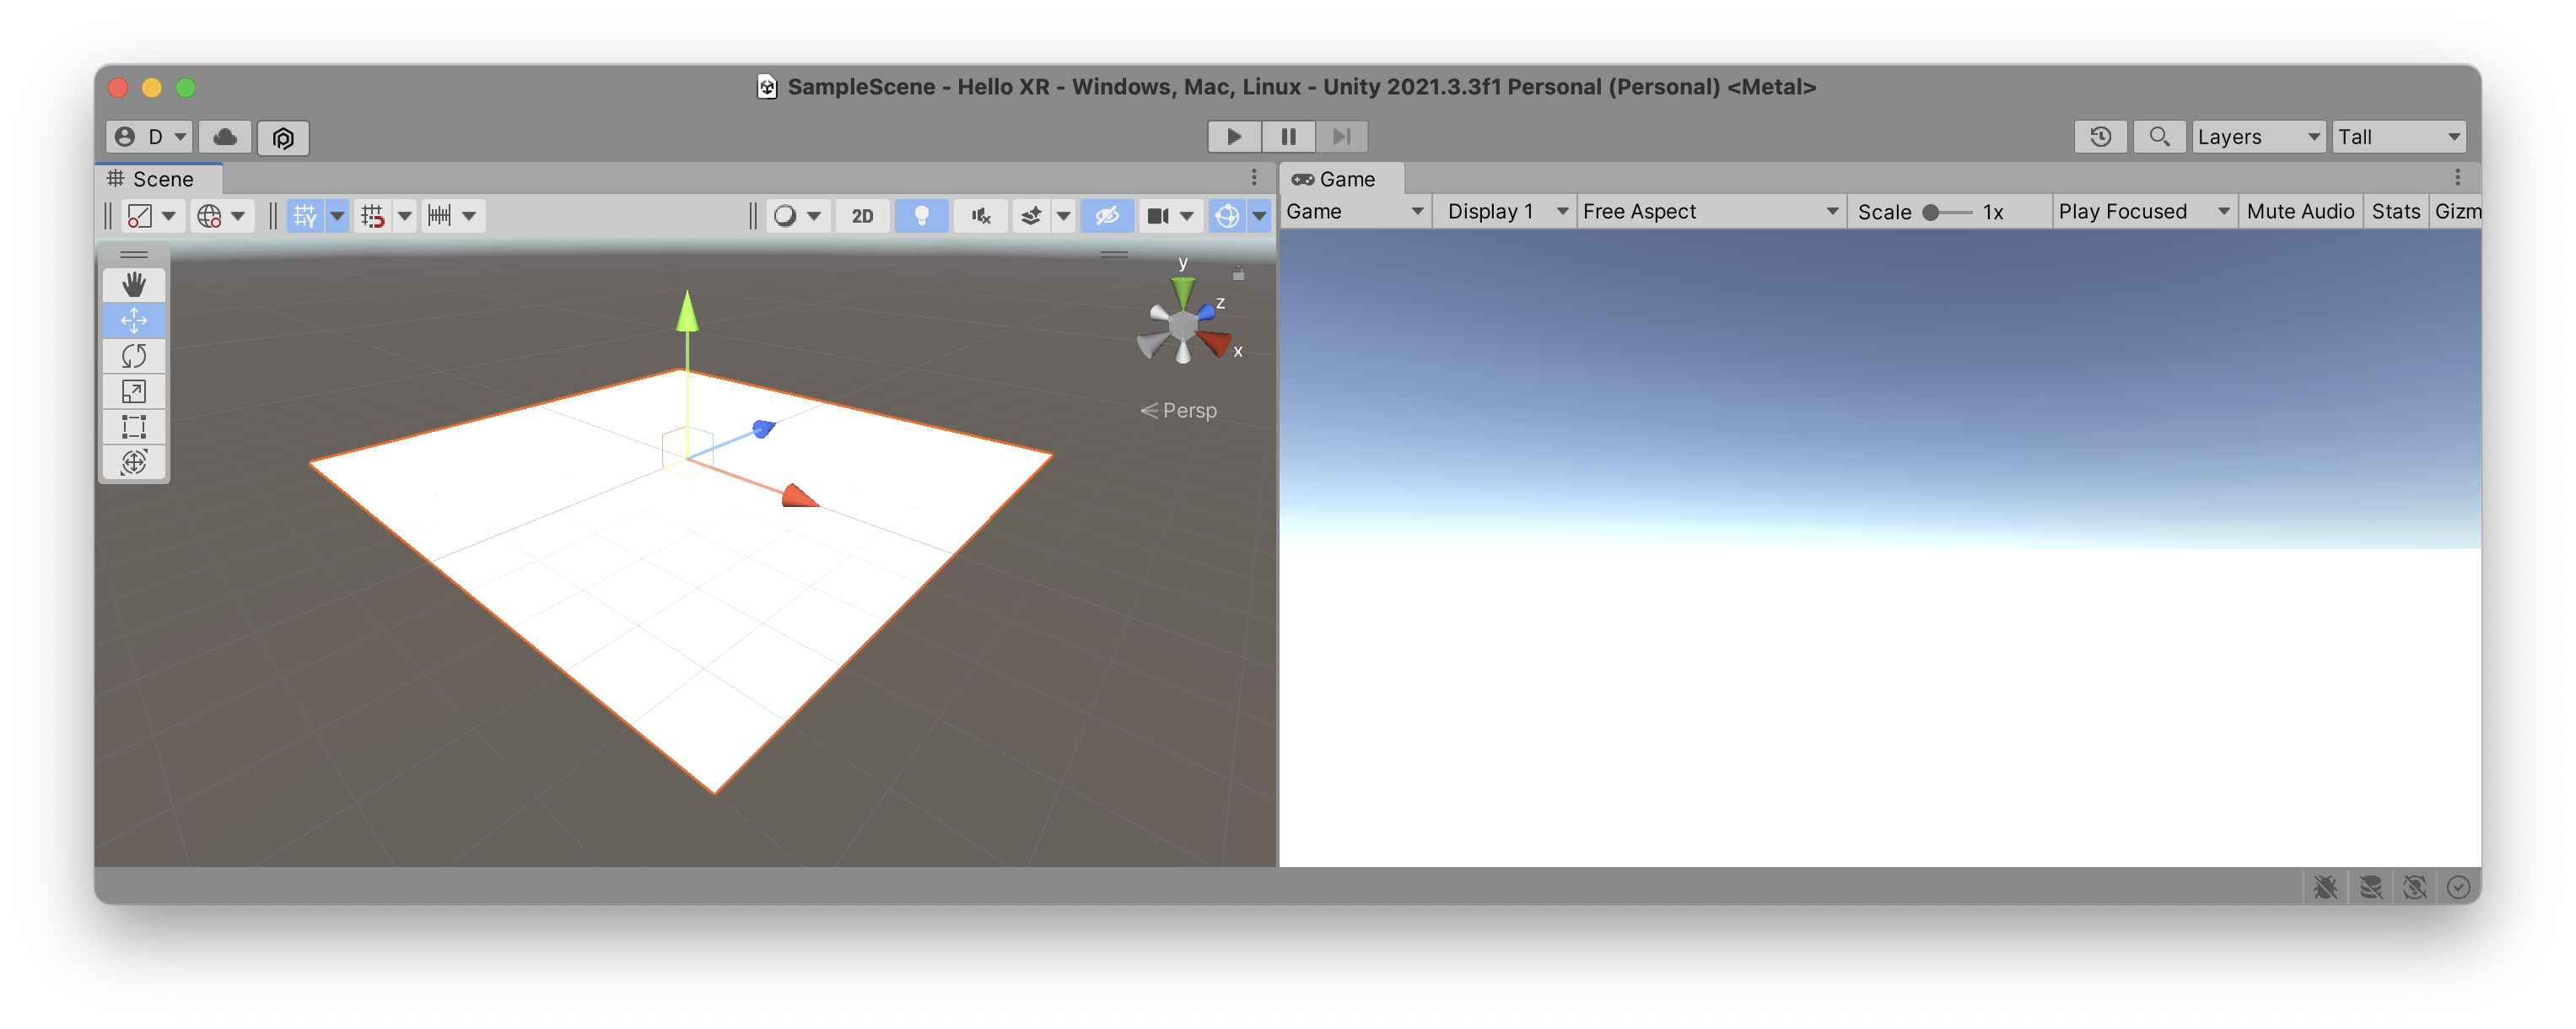 SampleScene - Hello XR - Windows, Mac, Linux - Unity 2021.3.3f1 Personal (Personal) <Metal>
D
Layers
Tall
Scene
Game
2D
Game
Display 1
Free Aspect
Scale
1x
Play Focused
Mute Audio
Stats
Gizm
y
z
x
Persp